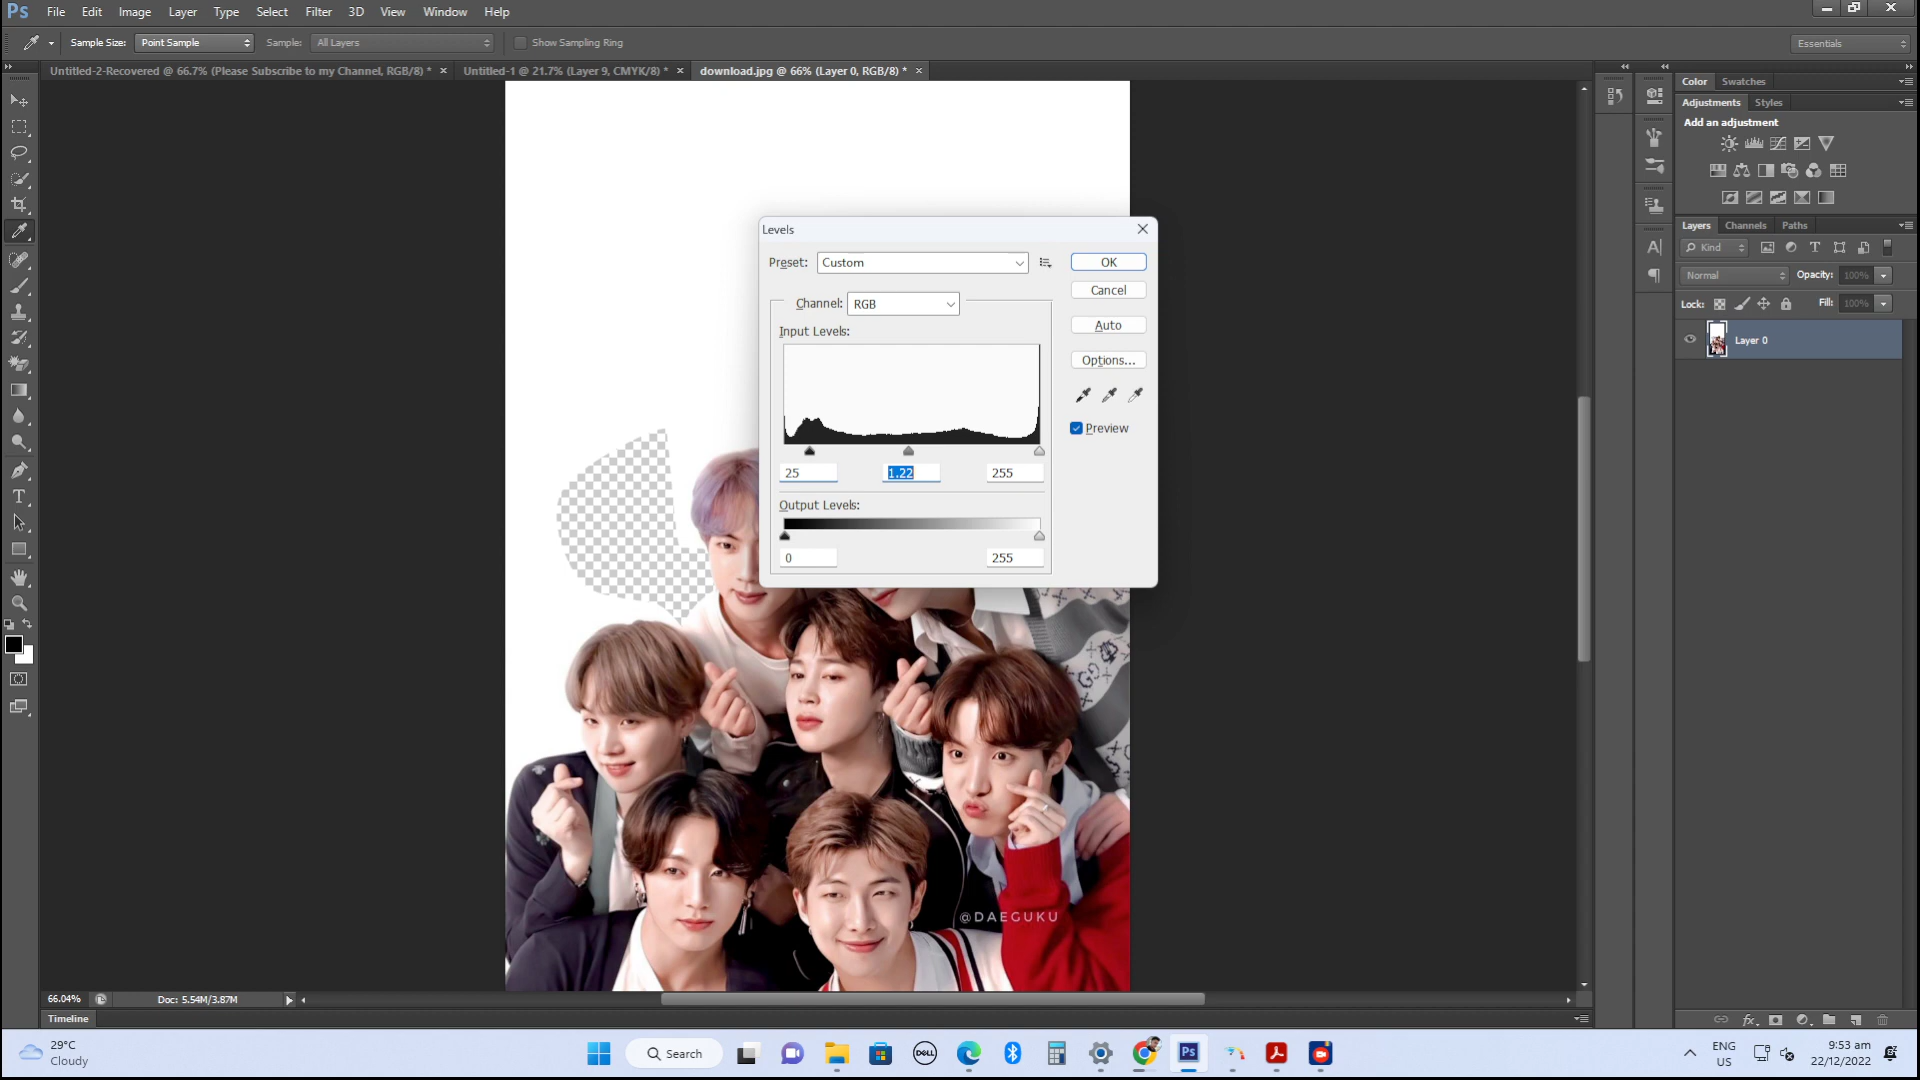 Ps File Edit Image Layer Type Select Filter 3D View Window Help
Sample Size: Point Sample Sample: All Layers Show Sampling Ring Essentials
Untitled-2-Recovered @ 66.7% (Please Subscribe to my Channel, RGB/8) * Untitled-1 @ 21.7% (Layer 9, CMYK/8) * download.jpg @ 66% (Layer 0, RGB/8) *
Color Swatches
Adjustments Styles
Add an adjustment
Layers Channels Paths
Kind
Normal Opacity: 100%
Lock: Fill: 100%
Layer 0
Levels
Preset: Custom OK
Cancel
Channel: RGB
Auto
Input Levels:
Options...
Preview
25 1.22 255
Output Levels:
0 255
@DAEGUKU
66.04% Doc: 5.54M/3.87M
Timeline
29°C
Cloudy
Search
DELL
Ps
ENG
US
9:53 am
22/12/2022